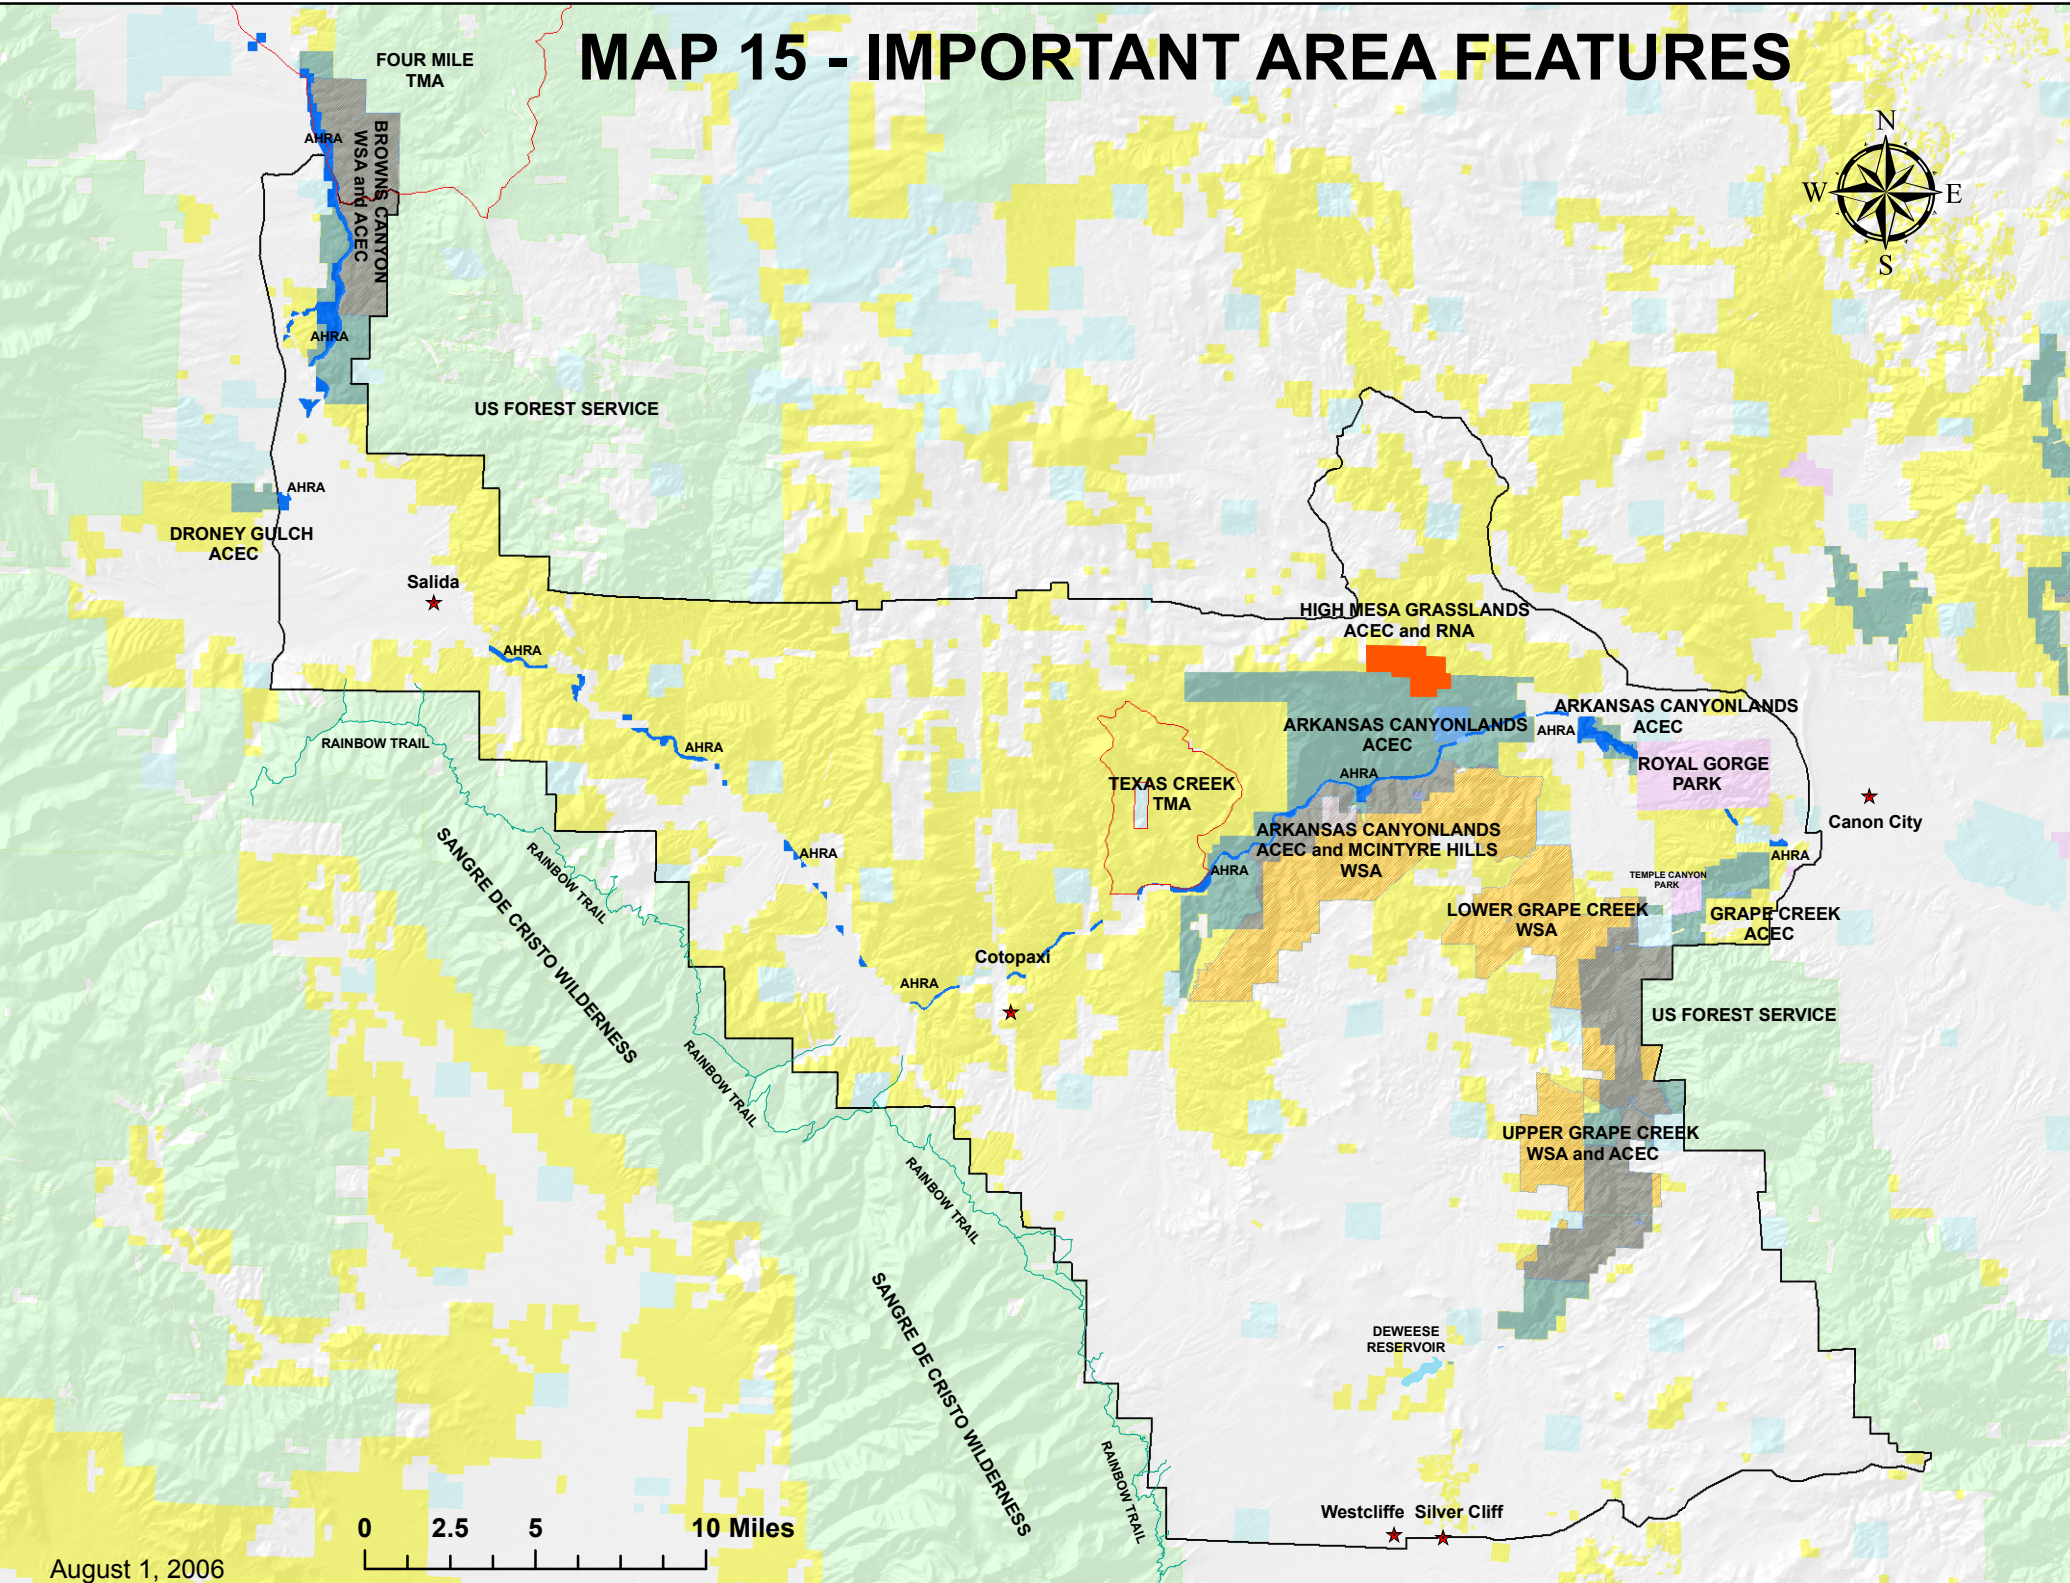 MAP 15 - IMPORTANT AREA FEATURES
FOUR MILE
TMA
N
W
E
S
AHRA
BROWNS CANYON
WSA and ACEC
AHRA
US FOREST SERVICE
AHRA
DRONEY GULCH
ACEC
Salida
HIGH MESA GRASSLANDS
ACEC and RNA
AHRA
ARKANSAS CANYONLANDS
ACEC
ARKANSAS CANYONLANDS
ACEC
AHRA
RAINBOW TRAIL
AHRA
ROYAL GORGE
PARK
AHRA
TEXAS CREEK
TMA
Canon City
ARKANSAS CANYONLANDS
ACEC and MCINTYRE HILLS
WSA
AHRA
AHRA
AHRA
RAINBOW TRAIL
SANGRE DE CRISTO WILDERNESS
TEMPLE CANYON
PARK
LOWER GRAPE CREEK
WSA
GRAPE CREEK
ACEC
Cotopaxi
AHRA
US FOREST SERVICE
RAINBOW TRAIL
UPPER GRAPE CREEK
WSA and ACEC
RAINBOW TRAIL
SANGRE DE CRISTO WILDERNESS
DEWEESE
RESERVOIR
RAINBOW TRAIL
Westcliffe Silver Cliff
0 2.5 5 10 Miles
August 1, 2006